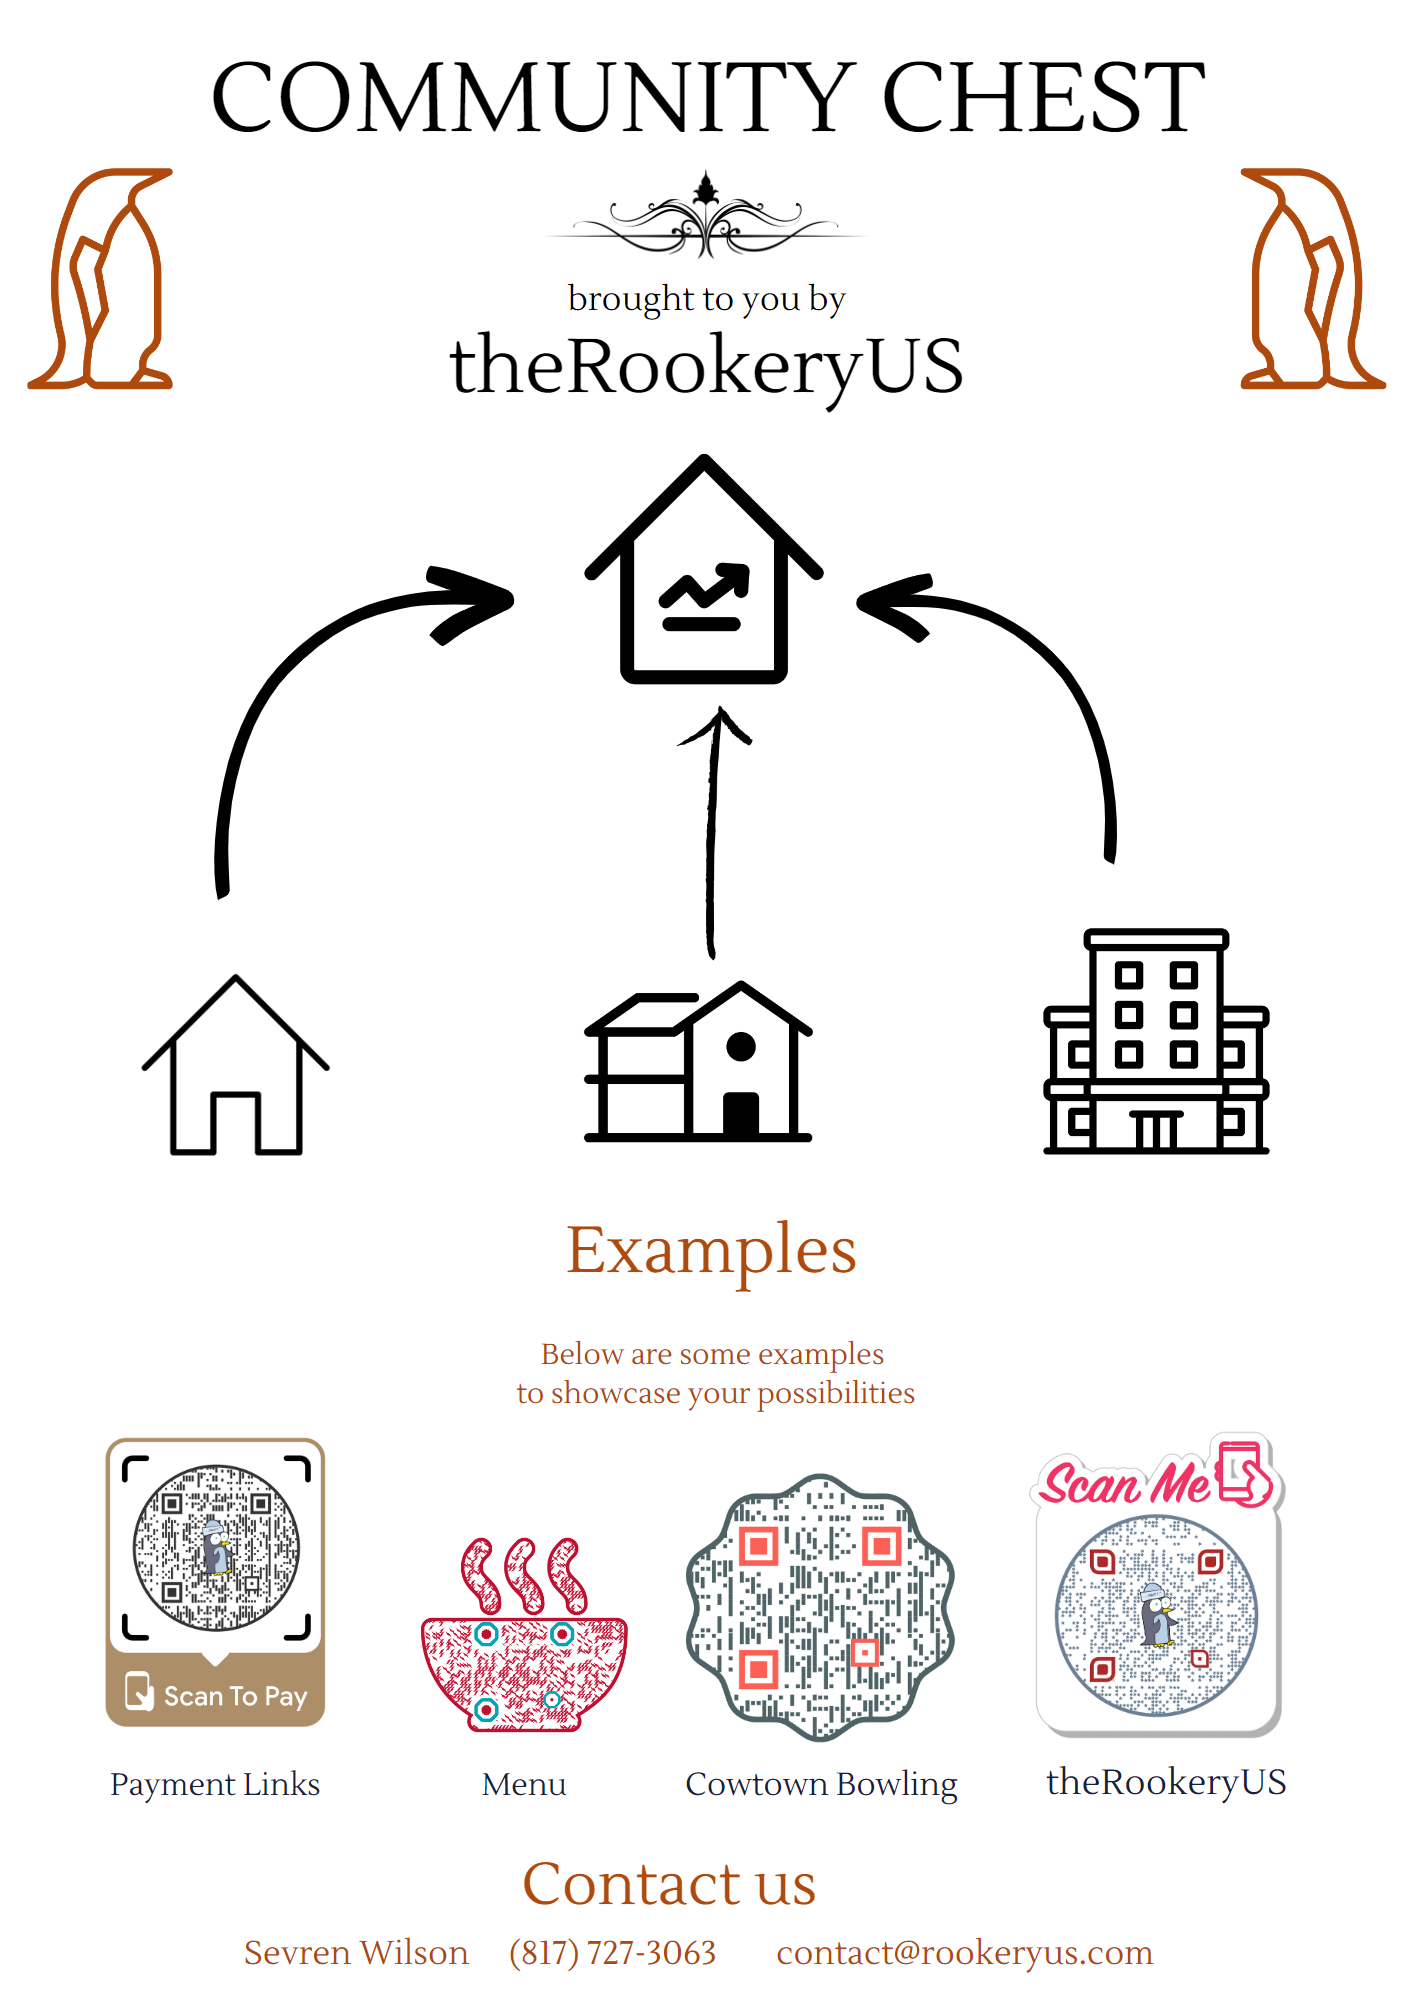 COMMUNITY CHEST
brought to you by
theRookeryUS
Examples
Below are some examples
to showcase your possibilities
Scan To Pay
Scan Me
Payment Links
Menu
Cowtown Bowling
theRookeryUS
Contact us
Sevren Wilson (817) 727-3063 contact@rookeryus.com